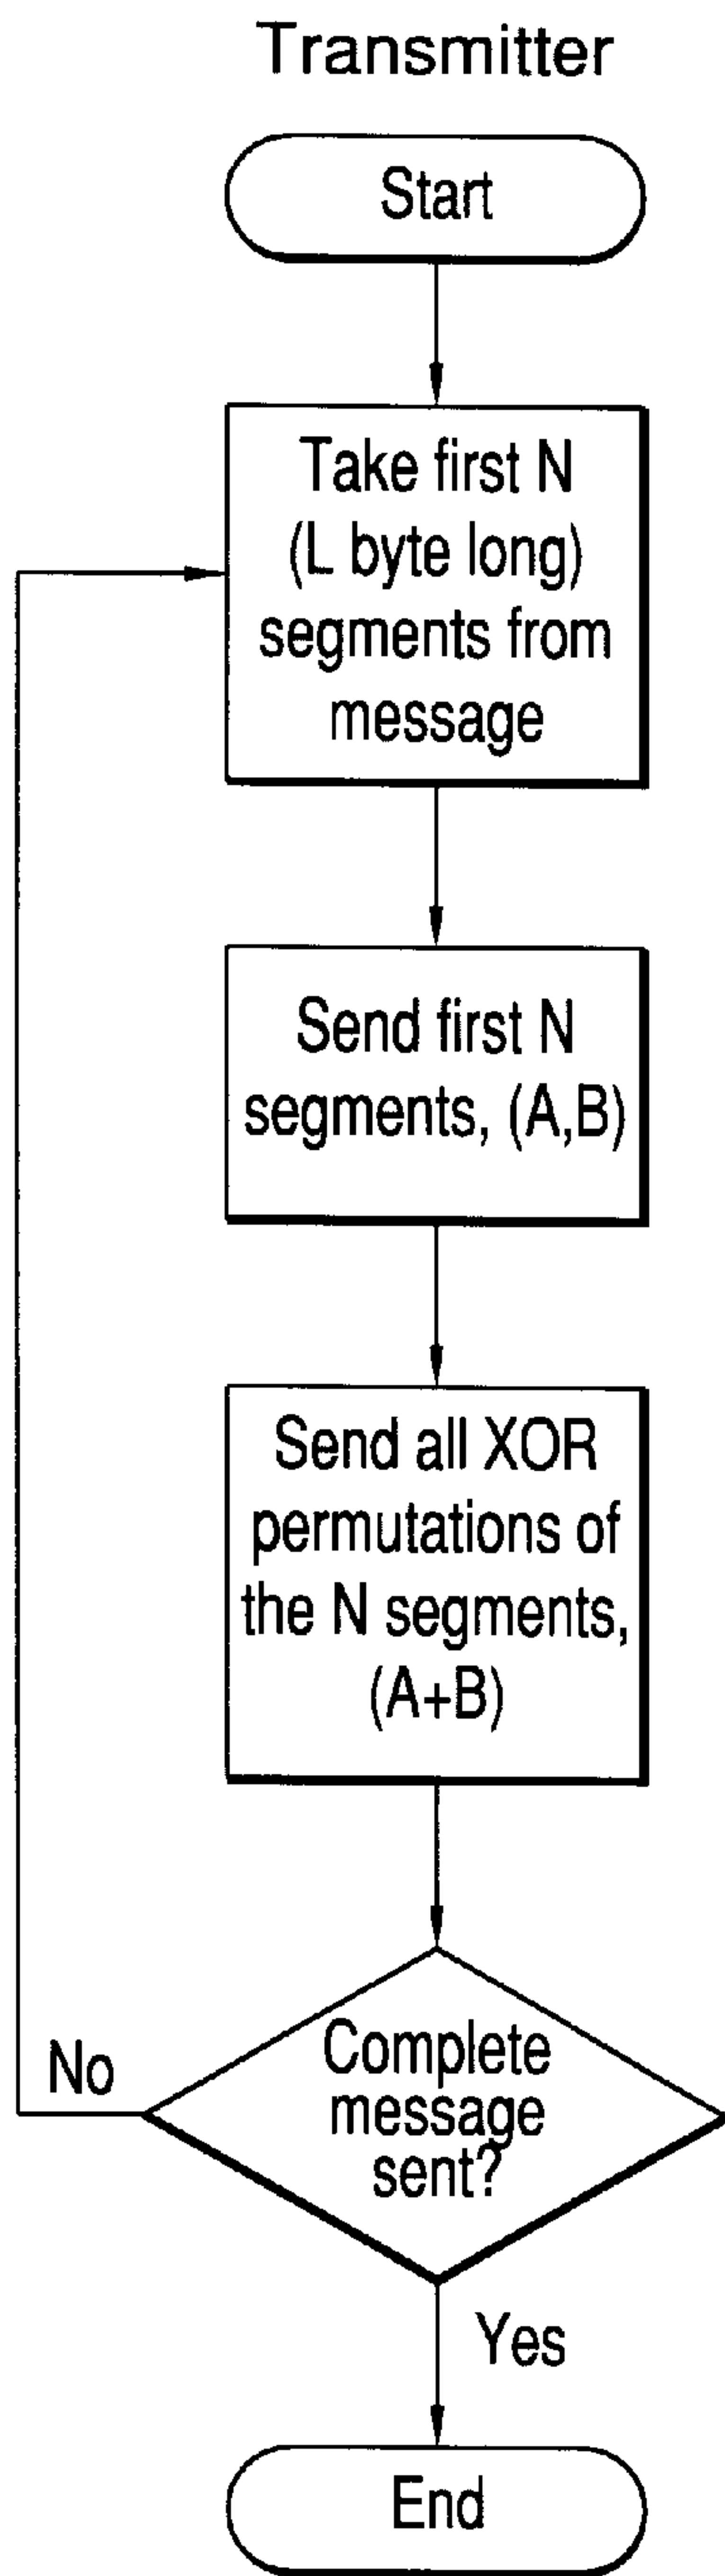 Transmitter
Start
Take first N
(L byte long)
segments from
message
Send first N
segments, (A,B)
Send all XOR
permutations of
the N segments,
(A+B)
Complete
message
sent?
No
Yes
End